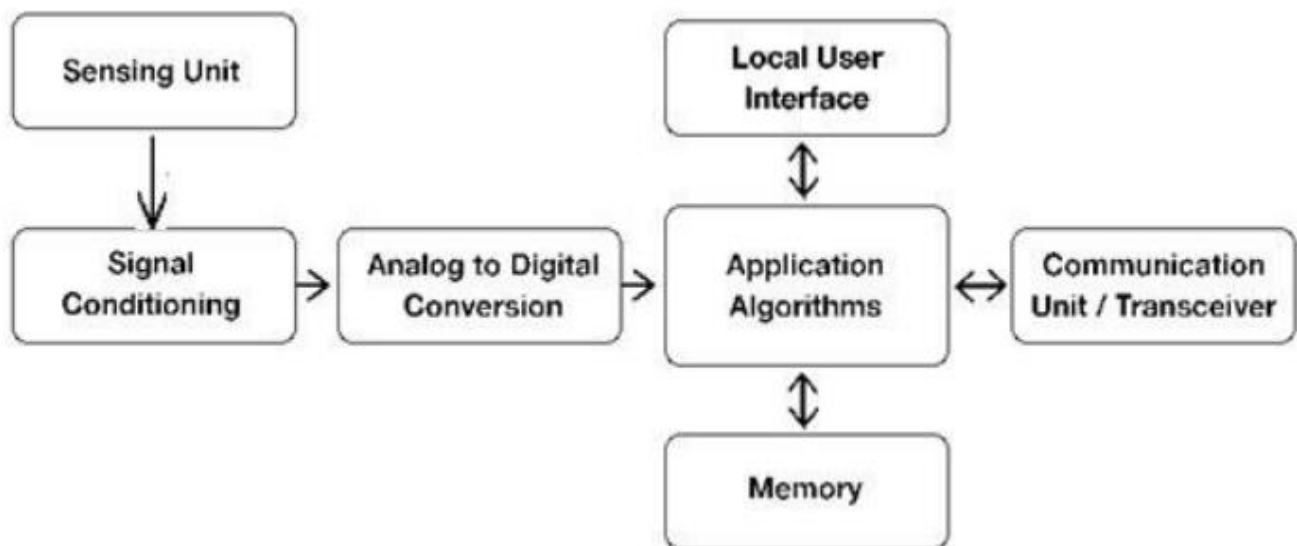 Sensing Unit
Local User
Interface
Signal
Conditioning
Analog to Digital
Conversion
Application
Algorithms
Communication
Unit / Transceiver
Memory